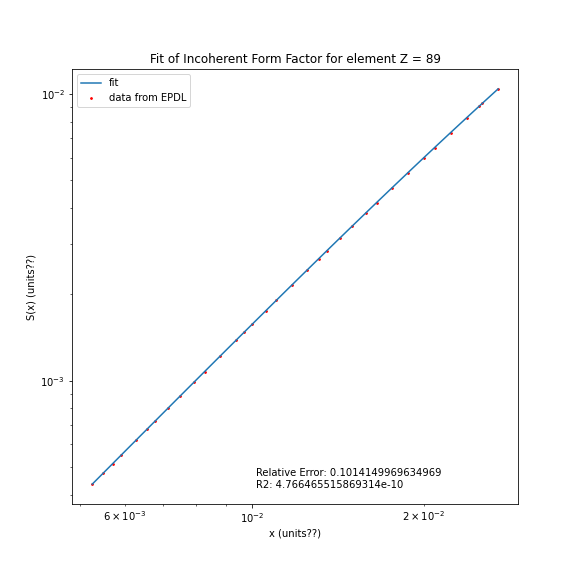 Fit of Incoherent Form Factor for element Z = 89
fit
data from EPDL
10⁻²
S(x) (units??)
10⁻³
Relative Error: 0.1014149969634969
R2: 4.766465515869314e-10
6 × 10⁻³
10⁻²
2 × 10⁻²
x (units??)